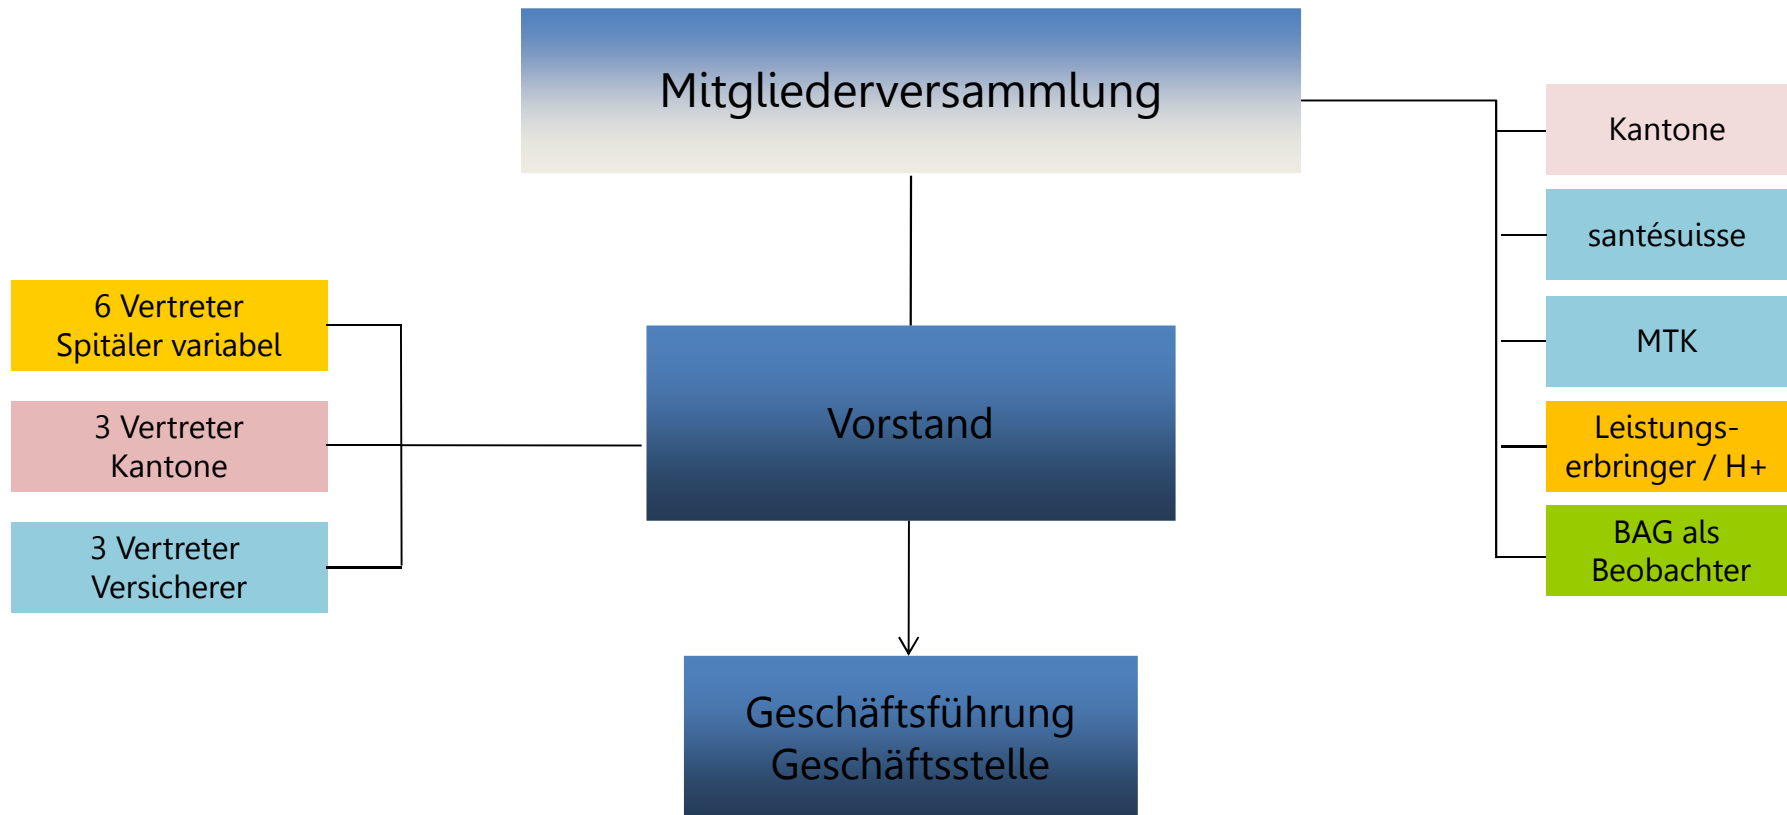 Mitgliederversammlung
Kantone
santésuisse
MTK
Leistungs-
erbringer / H+
BAG als
Beobachter
6 Vertreter
Spitäler variabel
3 Vertreter
Kantone
3 Vertreter
Versicherer
Vorstand
Geschäftsführung
Geschäftsstelle